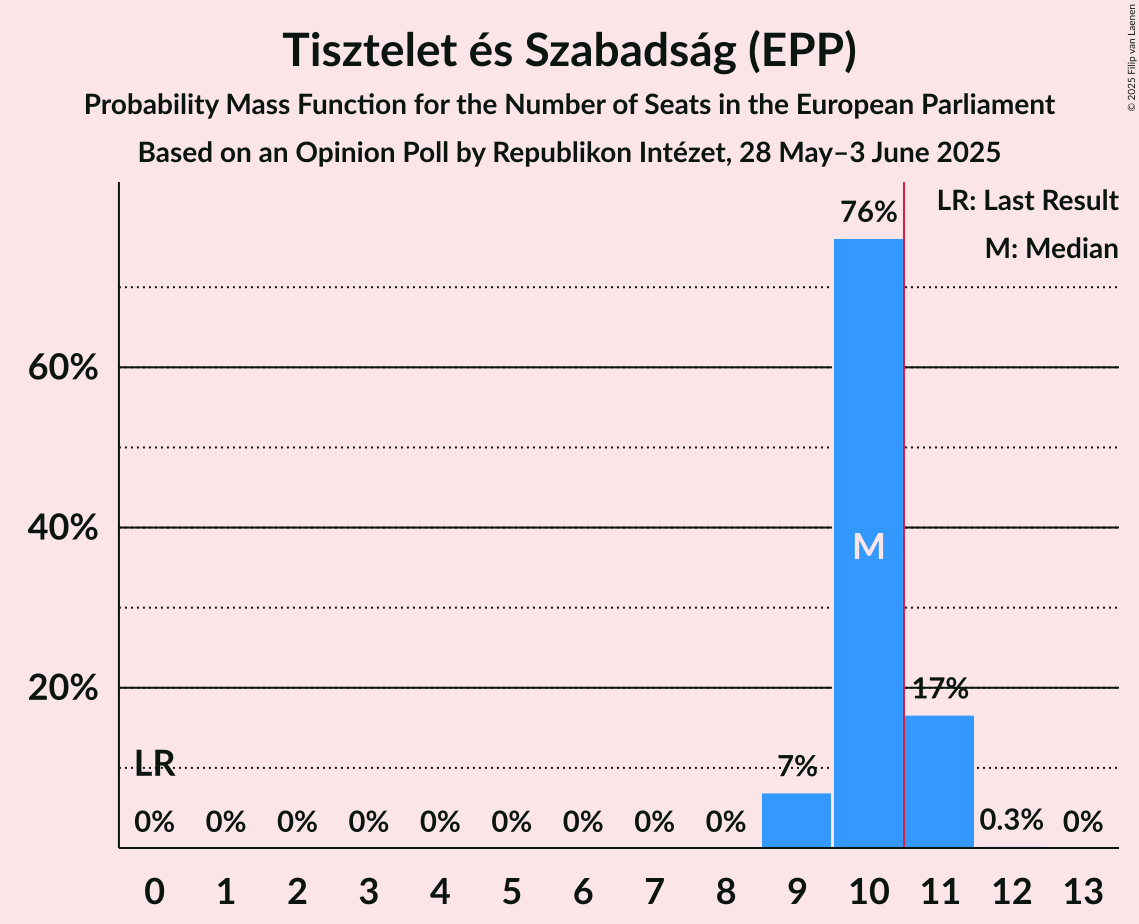 Tisztelet és Szabadság (EPP)
Probability Mass Function for the Number of Seats in the European Parliament
Based on an Opinion Poll by Republikon Intézet, 28 May–3 June 2025
© 2025 Filip van Laenen
LR: Last Result
M: Median
76%
60%
40%
M
20%
17%
LR
7%
0% 0% 0% 0% 0% 0% 0% 0% 0% 0.3% 0%
0 1 2 3 4 5 6 7 8 9 10 11 12 13